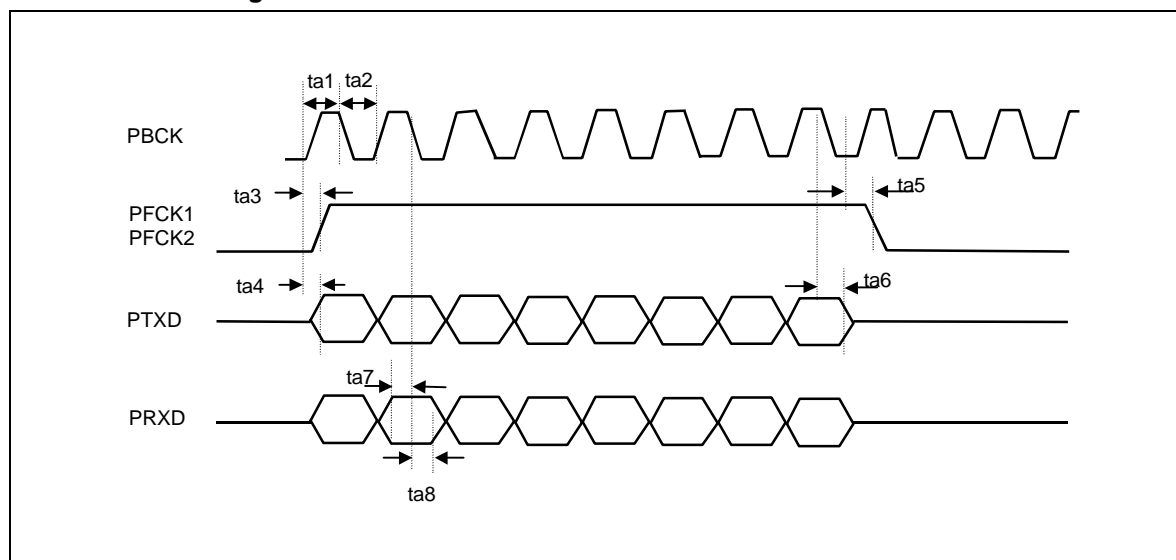 g
ta1 ta2
PBCK
ta3
ta5
PFCK1
PFCK2
ta4
ta6
PTXD
ta7
PRXD
ta8